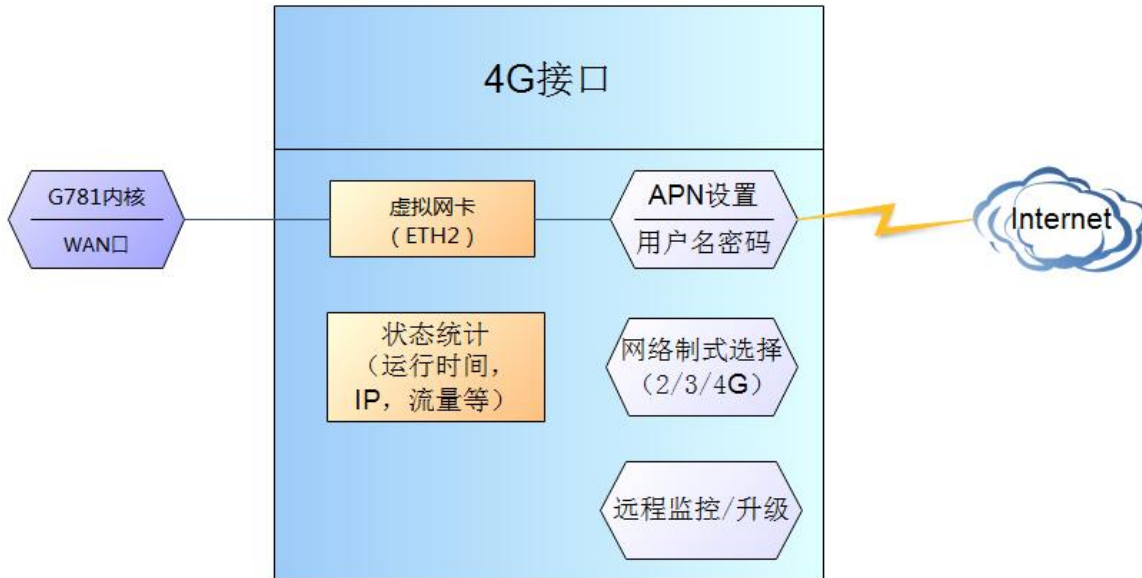 4G接口
G781内核
WAN口
虚拟网卡
（ETH2）
APN设置
用户名密码
Internet
状态统计
（运行时间，
IP，流量等）
网络制式选择
（2/3/4G）
远程监控/升级